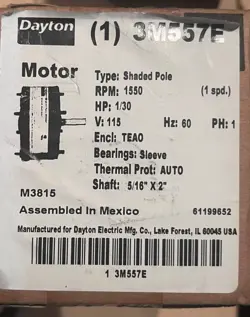 Dayton (1) 3M557E
Motor
Type: Shaded Pole
RPM: 1550 (1 spd.)
HP: 1/30
V: 115 Hz: 60 PH: 1
Encl: TEAO
Bearings: Sleeve
Thermal Prot: AUTO
Shaft: 5/16" X 2"
M3815
Assembled In Mexico 61199652
Manufactured for Dayton Electric Mfg. Co., Lake Forest, IL 60045 USA
1 3M557E